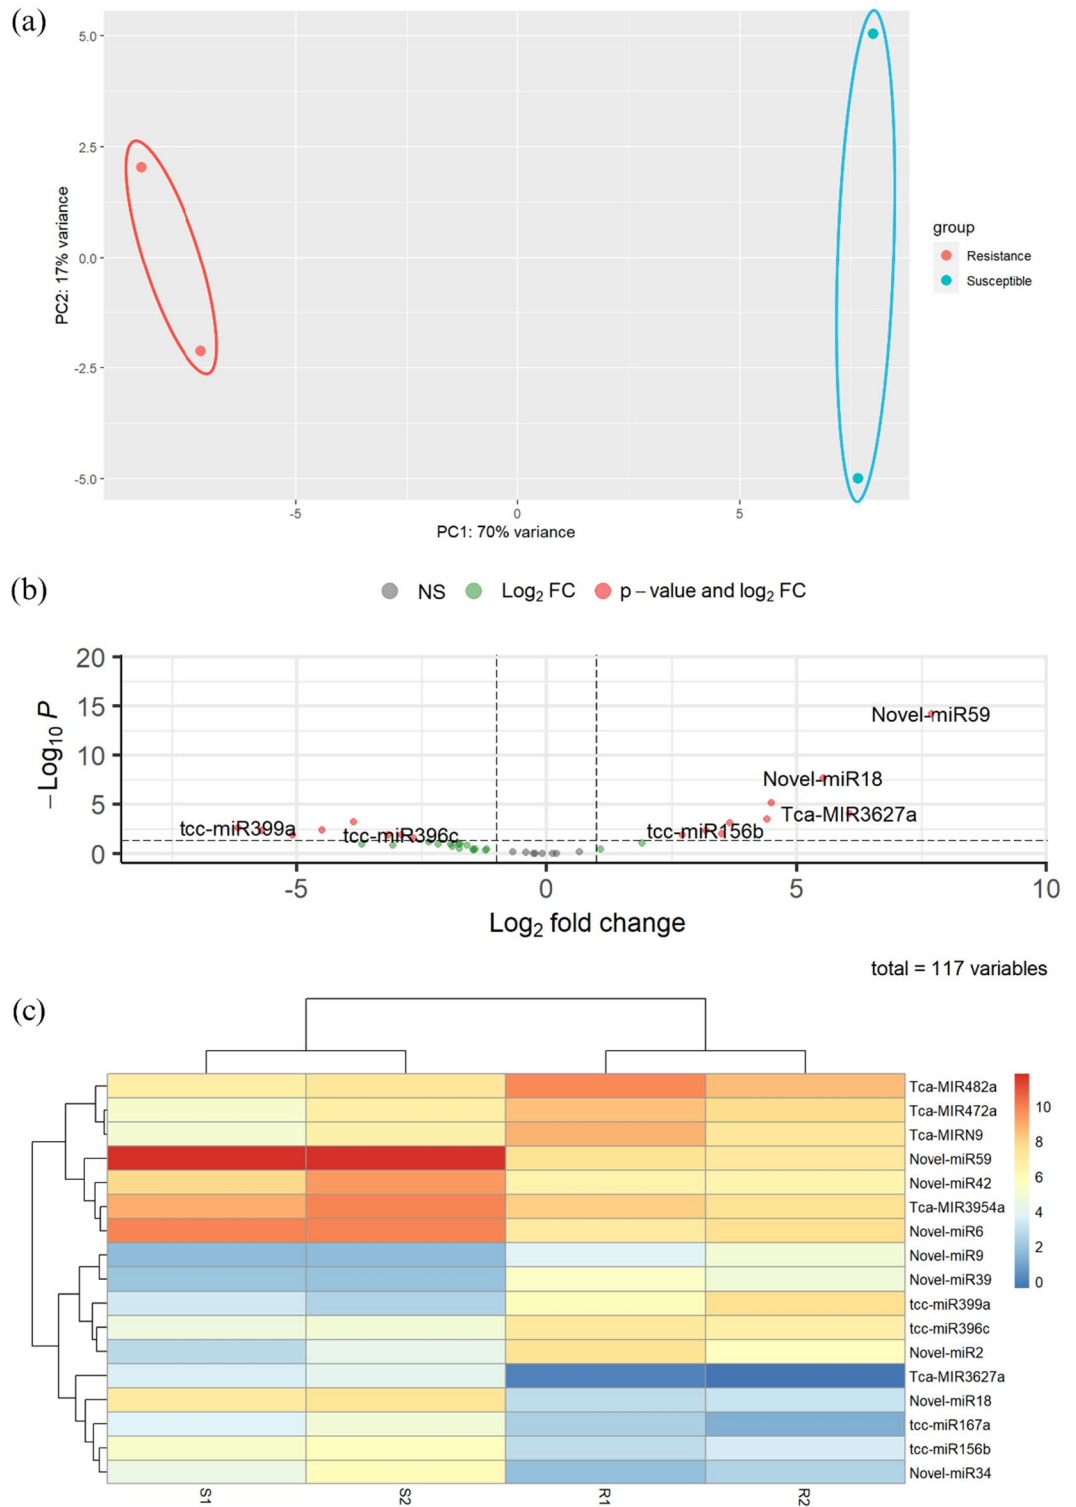 (a)
5.0
2.5
0.0
-2.5
-5.0
PC2: 17% variance
-5
0
5
PC1: 70% variance
group
Resistance
Susceptible
(b)
NS
Log2 FC
p – value and log2 FC
20
15
10
5
0
–Log10 P
Novel-miR59
Novel-miR18
Tca-MIR3627a
tcc-miR399a
tcc-miR396c
tcc-miR156b
-5
0
5
10
Log2 fold change
total = 117 variables
(c)
Tca-MIR482a
Tca-MIR472a
Tca-MIRN9
Novel-miR59
Novel-miR42
Tca-MIR3954a
Novel-miR6
Novel-miR9
Novel-miR39
tcc-miR399a
tcc-miR396c
Novel-miR2
Tca-MIR3627a
Novel-miR18
tcc-miR167a
tcc-miR156b
Novel-miR34
10
8
6
4
2
0
S1
S2
R1
R2